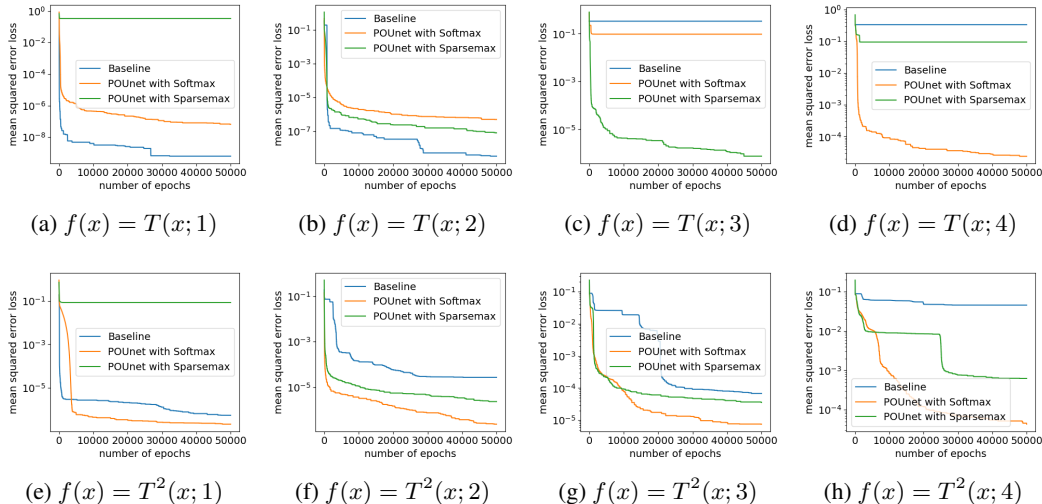 10^0
10^-2
10^-4
10^-6
10^-8
mean squared error loss
Baseline
POUnet with Softmax
POUnet with Sparsemax
0 10000 20000 30000 40000 50000
number of epochs
(a) f(x) = T(x; 1)
10^-1
10^-3
10^-5
10^-7
mean squared error loss
Baseline
POUnet with Softmax
POUnet with Sparsemax
0 10000 20000 30000 40000 50000
number of epochs
(b) f(x) = T(x; 2)
10^-1
10^-3
10^-5
mean squared error loss
Baseline
POUnet with Softmax
POUnet with Sparsemax
0 10000 20000 30000 40000 50000
number of epochs
(c) f(x) = T(x; 3)
10^0
10^-1
10^-2
10^-3
10^-4
mean squared error loss
Baseline
POUnet with Softmax
POUnet with Sparsemax
0 10000 20000 30000 40000 50000
number of epochs
(d) f(x) = T(x; 4)
10^-1
10^-3
10^-5
mean squared error loss
Baseline
POUnet with Softmax
POUnet with Sparsemax
0 10000 20000 30000 40000 50000
number of epochs
(e) f(x) = T²(x; 1)
10^-1
10^-3
10^-5
mean squared error loss
Baseline
POUnet with Softmax
POUnet with Sparsemax
0 10000 20000 30000 40000 50000
number of epochs
(f) f(x) = T²(x; 2)
10^-1
10^-2
10^-3
10^-4
10^-5
mean squared error loss
Baseline
POUnet with Softmax
POUnet with Sparsemax
0 10000 20000 30000 40000 50000
number of epochs
(g) f(x) = T²(x; 3)
10^-1
10^-2
10^-3
10^-4
mean squared error loss
Baseline
POUnet with Softmax
POUnet with Sparsemax
0 10000 20000 30000 40000 50000
number of epochs
(h) f(x) = T²(x; 4)